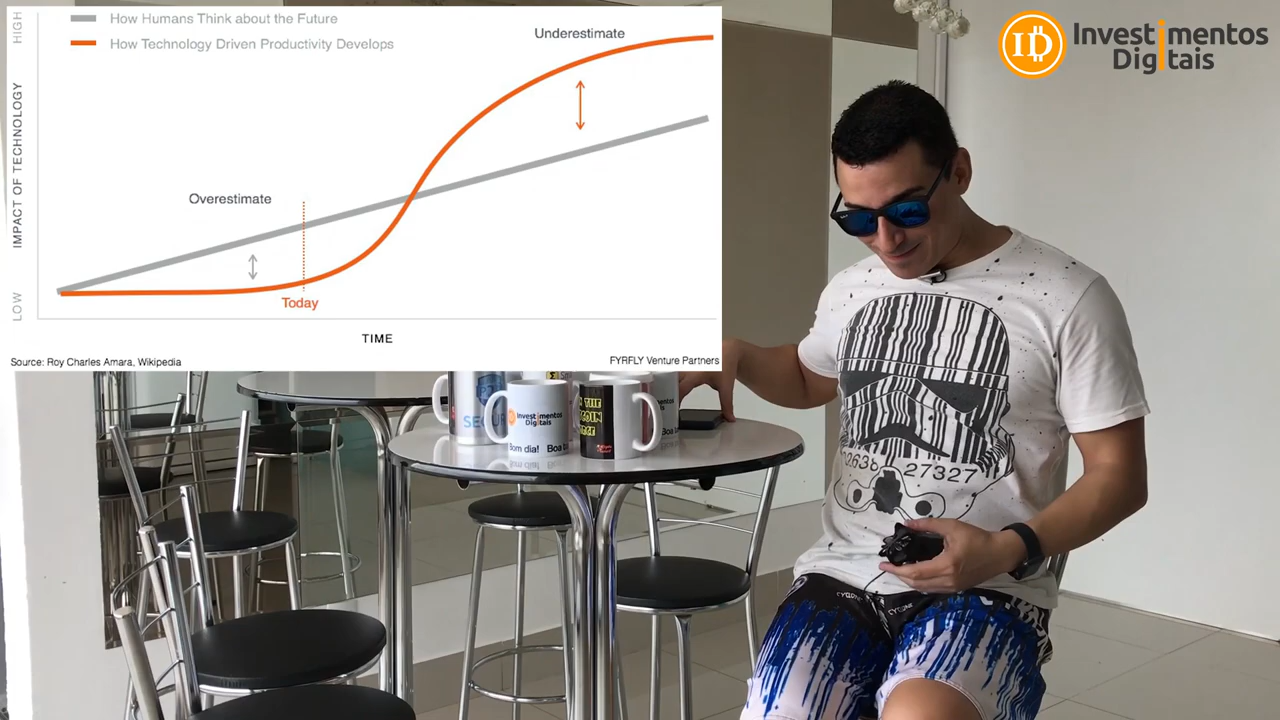 How Humans Think about the Future
How Technology Driven Productivity Develops
HIGH
IMPACT OF TECHNOLOGY
LOW
Underestimate
Overestimate
Today
TIME
Source: Roy Charles Amara, Wikipedia
FYRFLY Venture Partners
Investimentos
Digitais
Investimentos
Digitais
Bom dia!
Boa
27327